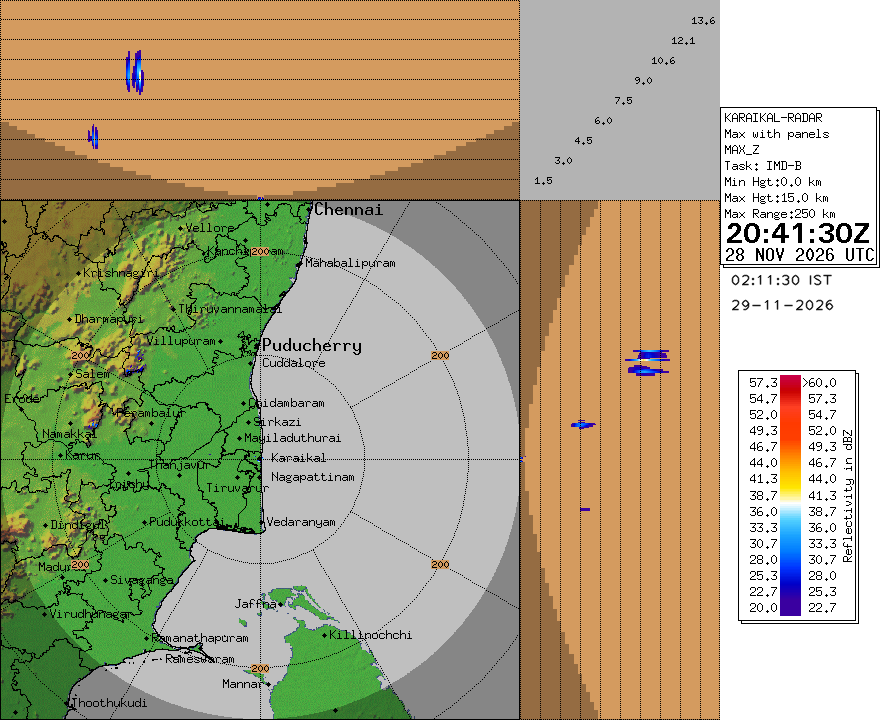 13.6
12.1
10.6
9.0
7.5
6.0
4.5
3.0
1.5
KARAIKAL-RADAR
Max with panels
MAX_Z
Task: IMD-B
Min Hgt:0.0 km
Max Hgt:15.0 km
Max Range:250 km
20:41:30Z
28 NOV 2026 UTC
02:11:30 IST
29-11-2026
Chennai
Vellore
200
Mahabalipuram
Krishnagiri
Thiruvannamalai
Dharmapuri
Villupuram
Puducherry
200
200
Cuddalore
Salem
Erode
Chidambaram
Perambalur
Sirkazi
Namakkal
Mayiladuthurai
Karur
Karaikal
Thanjavur
Nagapattinam
Tiruvarur
Dindigul
Pudukkottai
Vedaranyam
200
200
Sivaganga
Jaffna
Virudhunagar
Killinochchi
Ramanathapuram
Rameswaram
200
Mannar
Thoothukudi
57.3 >60.0
54.7 57.3
52.0 54.7
49.3 52.0
46.7 49.3
44.0 46.7
41.3 44.0
38.7 41.3
36.0 38.7
33.3 36.0
30.7 33.3
28.0 30.7
25.3 28.0
22.7 25.3
20.0 22.7
Reflectivity in dBZ